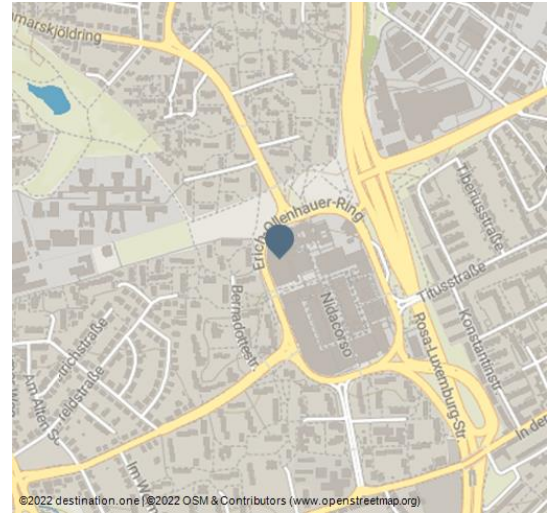 marskjöldring
Erich-Ollenhauer-Ring
Tiberiusstraße
Titusstraße
Bernadottestr.
Nidacorso
Konstantinstr
Rosa-Luxemburg-Str
Am Alten S
In der
©2022 destination.one | ©2022 OSM & Contributors (www.openstreetmap.org)